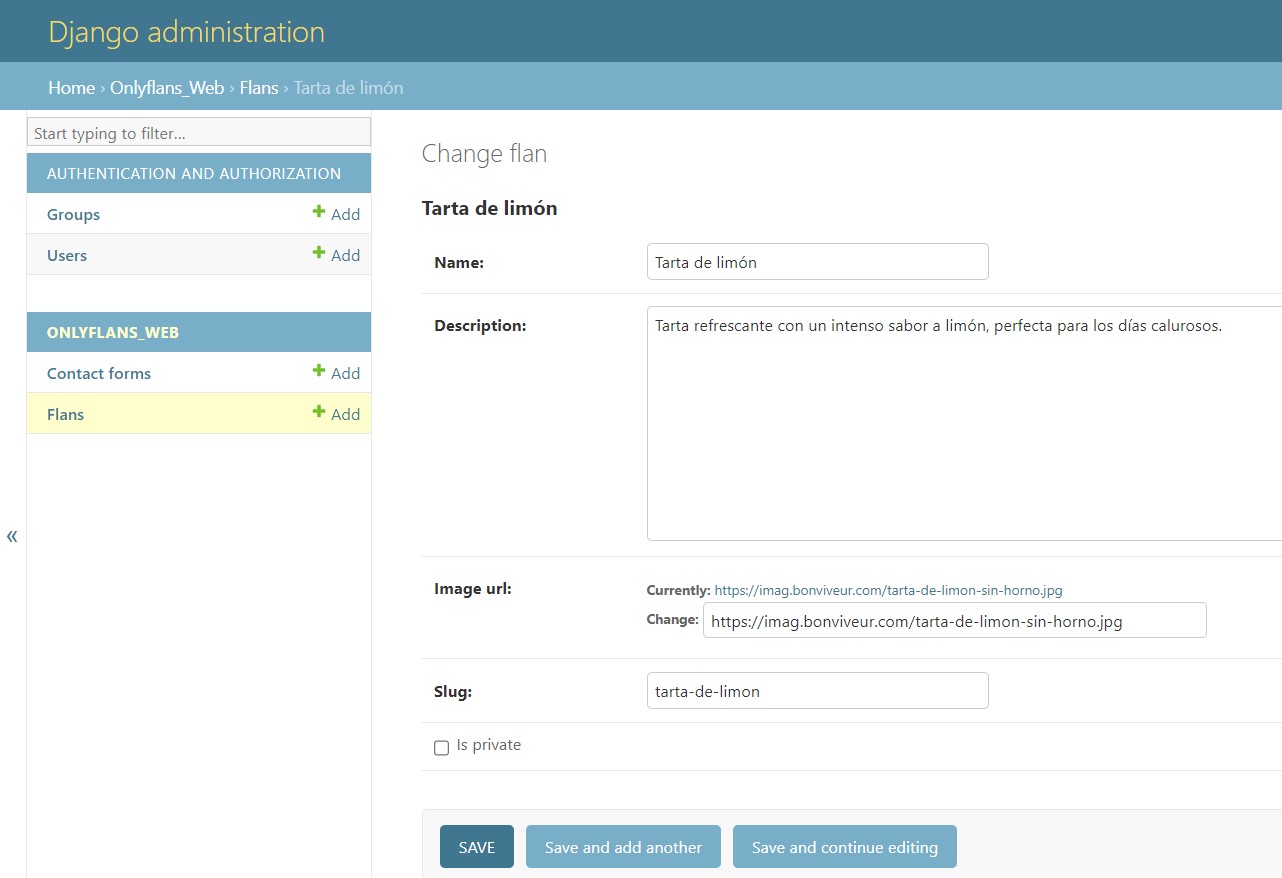 Django administration
Home › Onlyflans_Web › Flans › Tarta de limón
Start typing to filter...
AUTHENTICATION AND AUTHORIZATION
Groups + Add
Users + Add
ONLYFLANS_WEB
Contact forms + Add
Flans + Add
«
Change flan
Tarta de limón
Name: Tarta de limón
Description: Tarta refrescante con un intenso sabor a limón, perfecta para los días calurosos.
Image url: Currently: https://imag.bonviveur.com/tarta-de-limon-sin-horno.jpg
Change: https://imag.bonviveur.com/tarta-de-limon-sin-horno.jpg
Slug: tarta-de-limon
Is private
SAVE Save and add another Save and continue editing